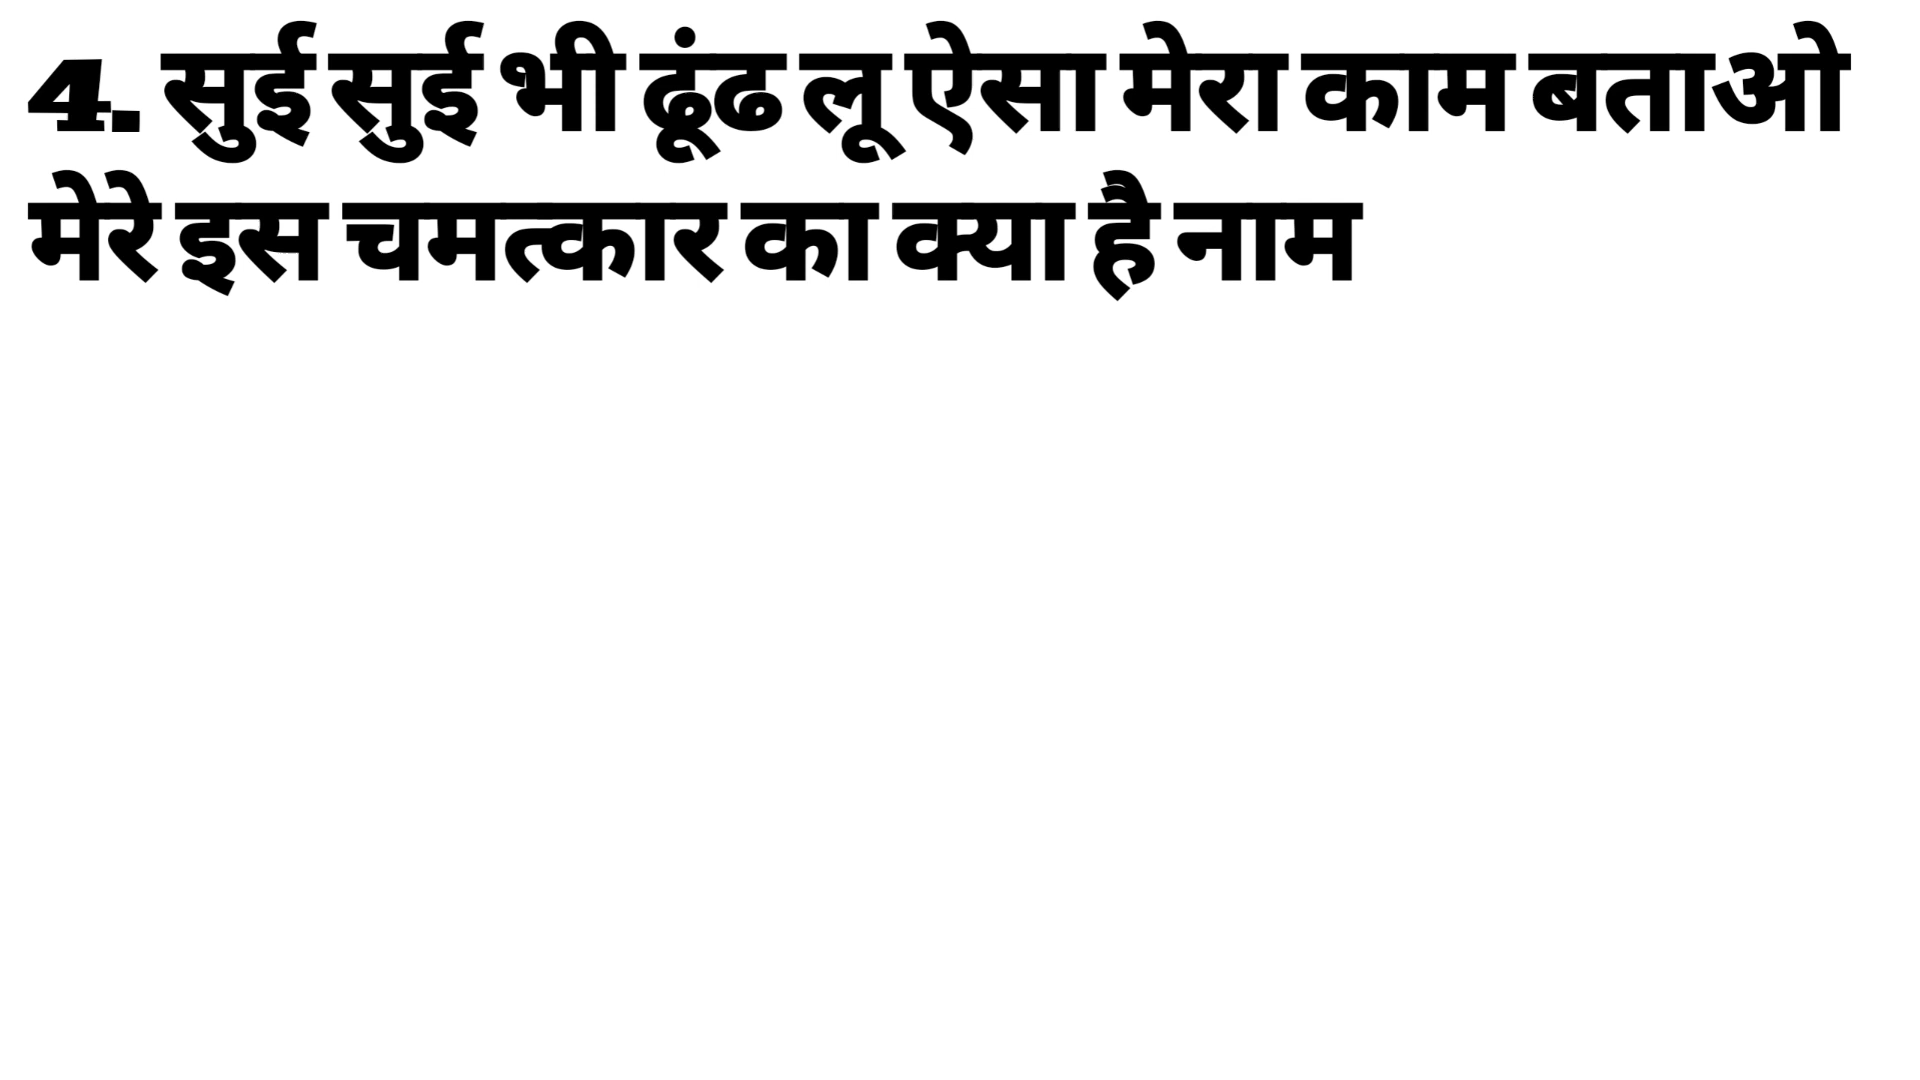 4. सुई सुई भी ढूंढ लू ऐसा मेरा काम बताओ
मेरे इस चमत्कार का क्या है नाम